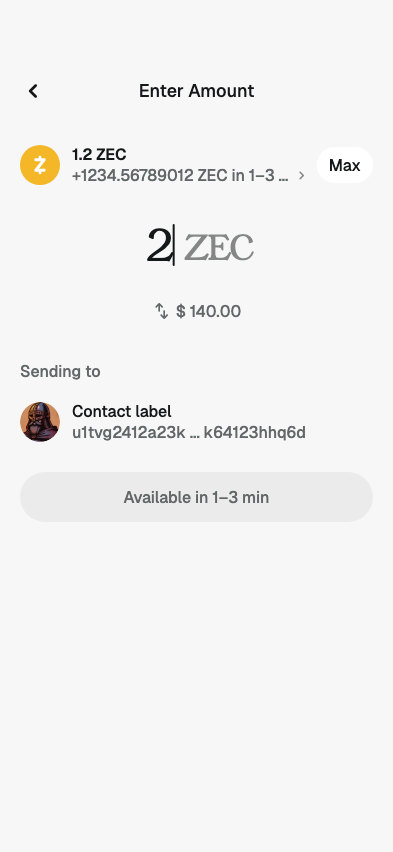 Enter Amount
1.2 ZEC
+1234.56789012 ZEC in 1–3 ...
Max
2 ZEC
$ 140.00
Sending to
Contact label
u1tvg2412a23k ... k64123hhq6d
Available in 1–3 min